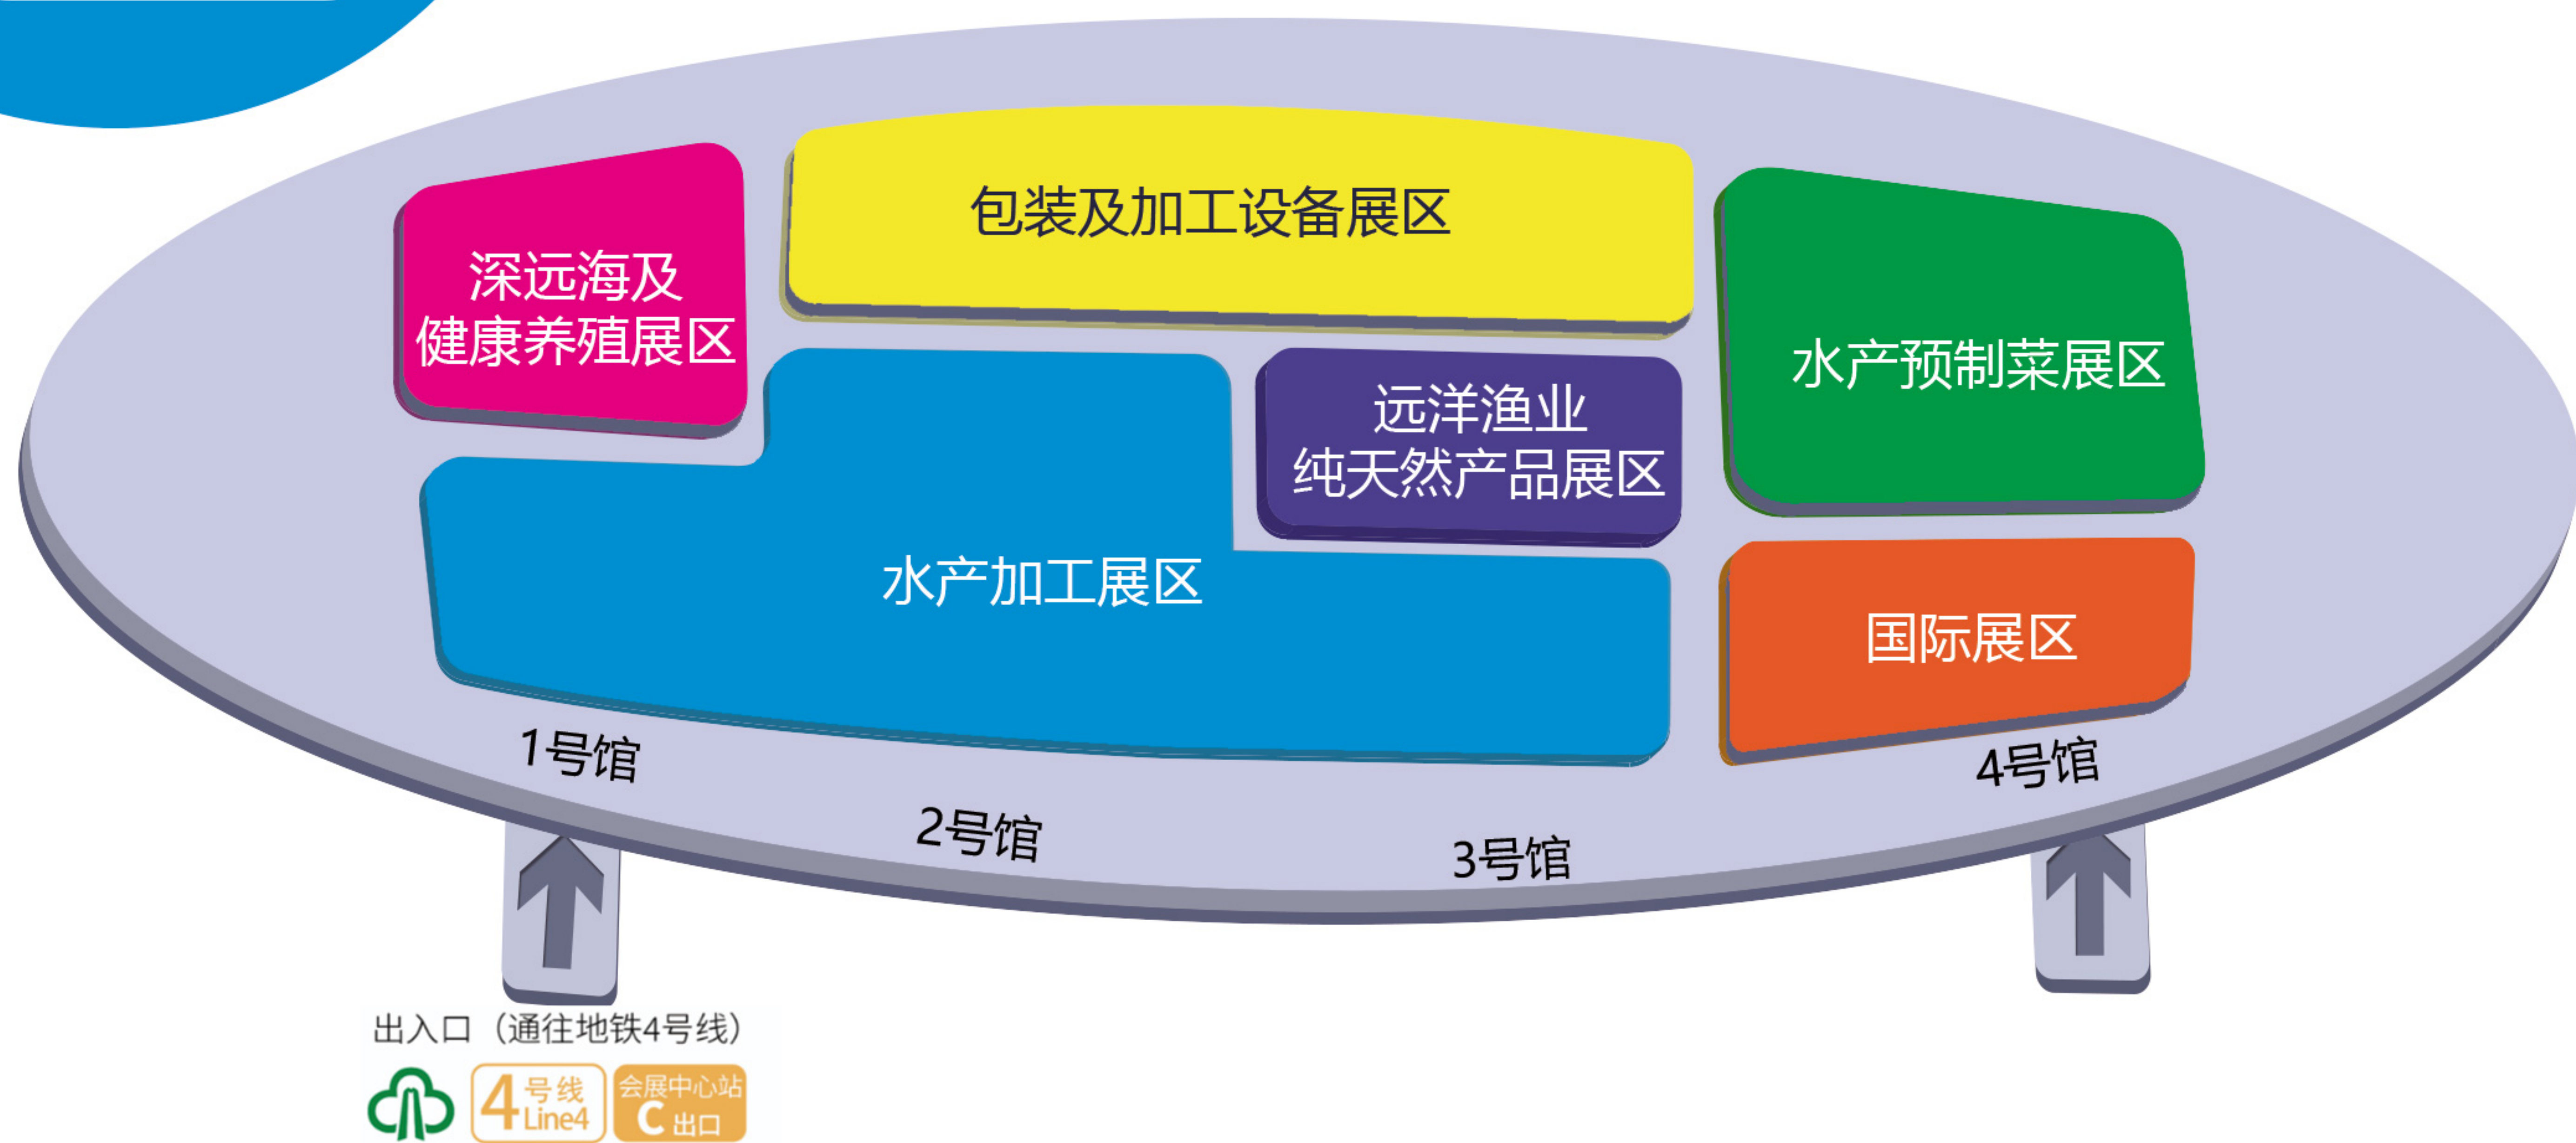 包装及加工设备展区
深远海及
健康养殖展区
水产预制菜展区
远洋渔业
纯天然产品展区
水产加工展区
国际展区
1号馆
2号馆
3号馆
4号馆
出入口（通往地铁4号线）
4号线
Line4
会展中心站
C 出口